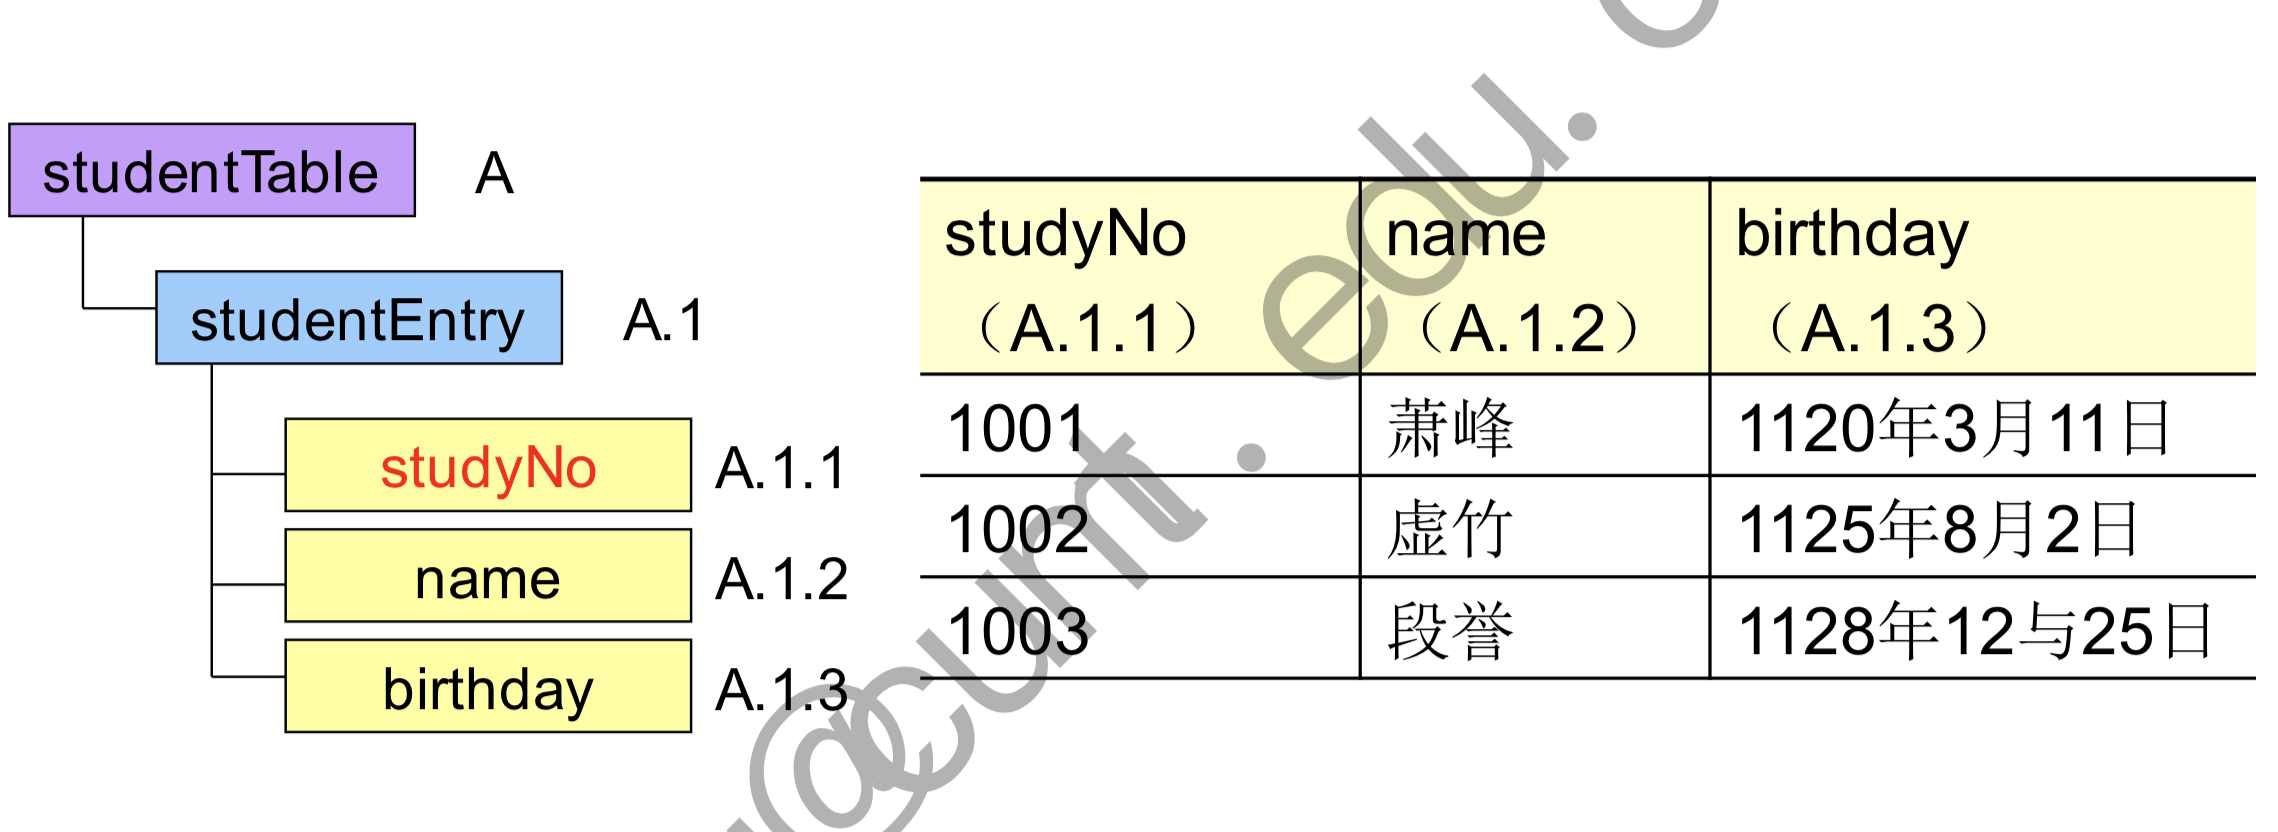 studentTable A
studentEntry A.1
studyNo A.1.1
name A.1.2
birthday A.1.3
studyNo name birthday
（A.1.1） （A.1.2） （A.1.3）
1001 萧峰 1120年3月11日
1002 虚竹 1125年8月2日
1003 段誉 1128年12与25日
@cumt.edu.